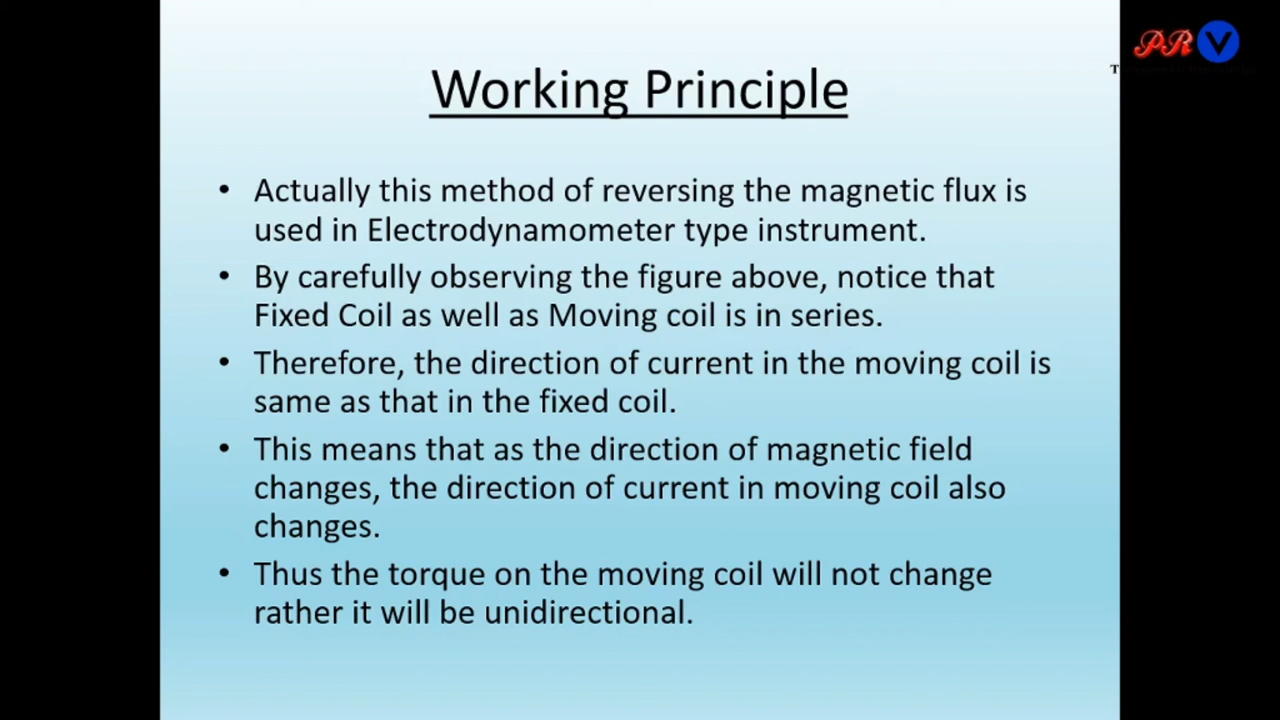 PR V
Working Principle
• Actually this method of reversing the magnetic flux is
used in Electrodynamometer type instrument.
• By carefully observing the figure above, notice that
Fixed Coil as well as Moving coil is in series.
• Therefore, the direction of current in the moving coil is
same as that in the fixed coil.
• This means that as the direction of magnetic field
changes, the direction of current in moving coil also
changes.
• Thus the torque on the moving coil will not change
rather it will be unidirectional.